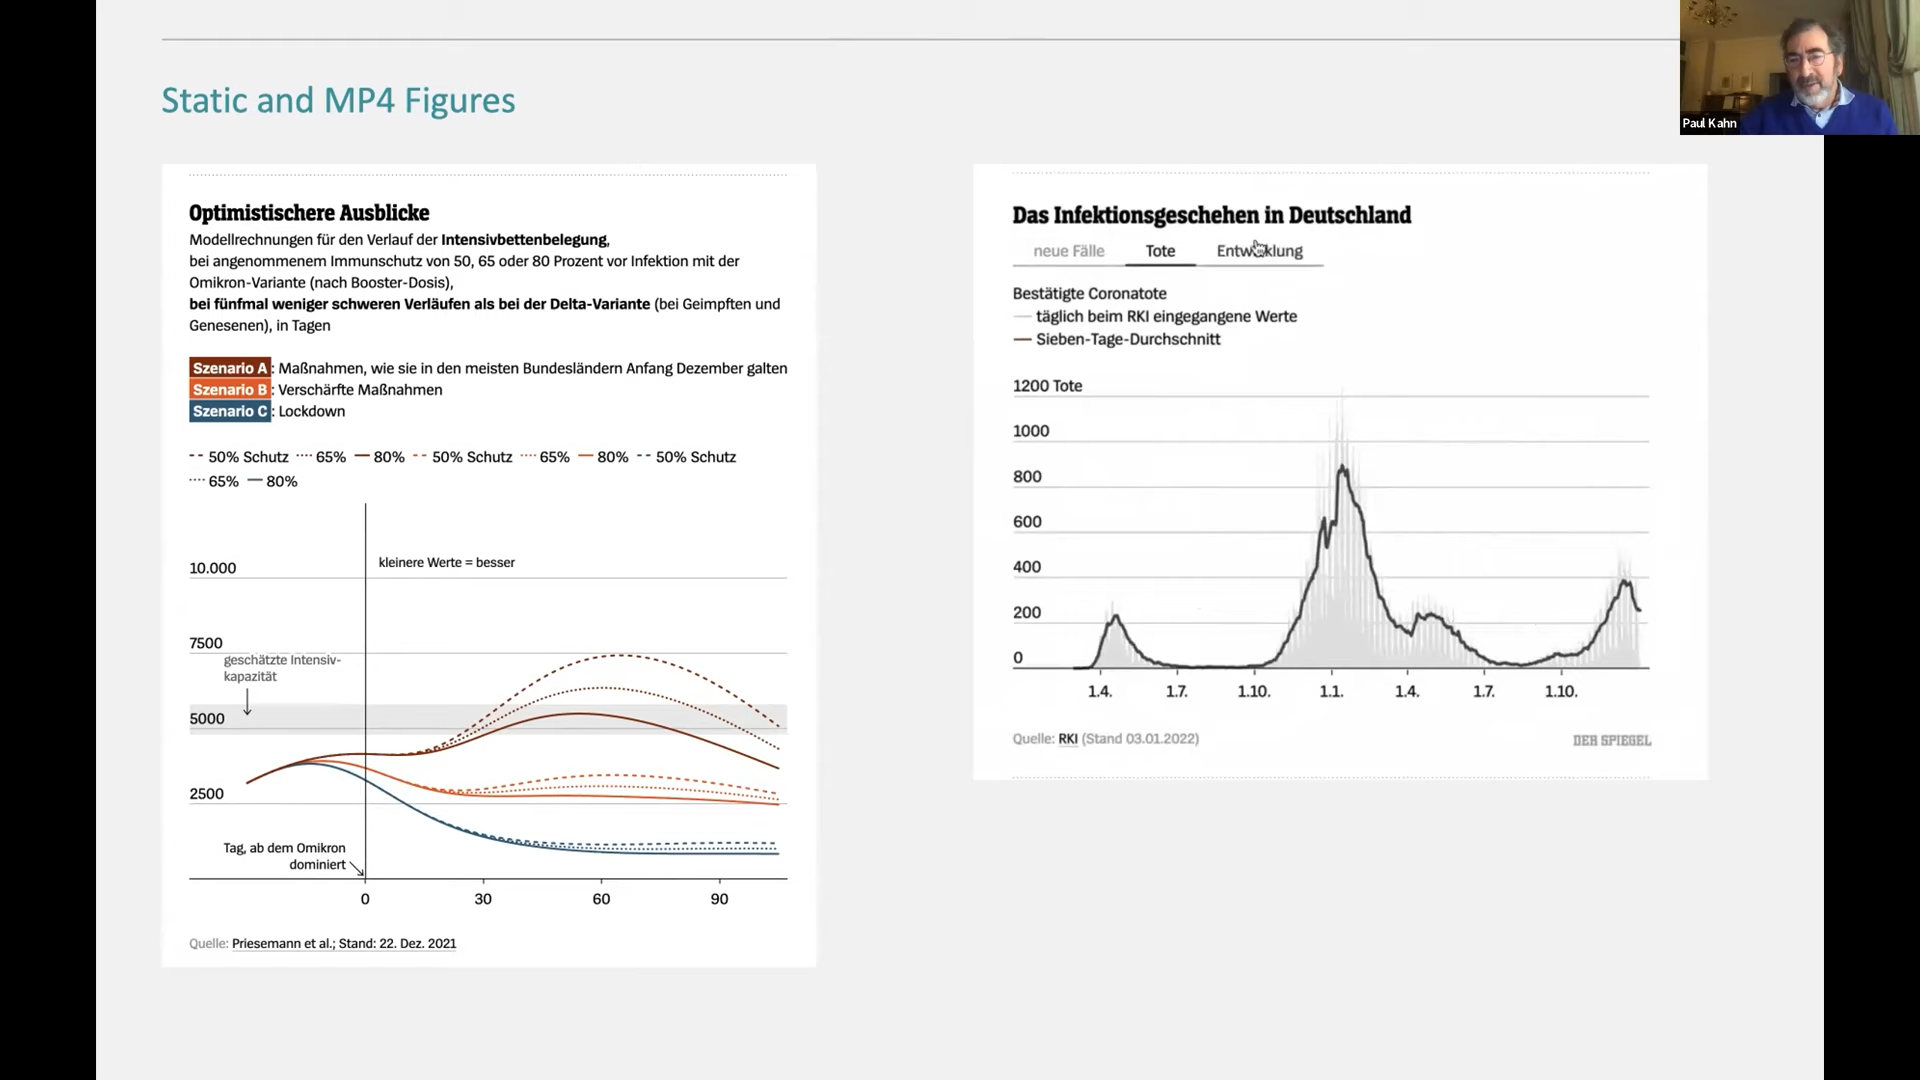 Static and MP4 Figures
Paul Kahn
Optimistischere Ausblicke
Modellrechnungen für den Verlauf der Intensivbettenbelegung,
bei angenommenem Immunschutz von 50, 65 oder 80 Prozent vor Infektion mit der
Omikron-Variante (nach Booster-Dosis),
bei fünfmal weniger schweren Verläufen als bei der Delta-Variante (bei Geimpften und
Genesenen), in Tagen
Szenario A: Maßnahmen, wie sie in den meisten Bundesländern Anfang Dezember galten
Szenario B: Verschärfte Maßnahmen
Szenario C: Lockdown
50% Schutz 65% 80% 50% Schutz 65% 80% 50% Schutz
65% 80%
kleinere Werte = besser
10.000
7500
geschätzte Intensiv-
kapazität
5000
2500
Tag, ab dem Omikron
dominiert
0 30 60 90
Quelle: Priesemann et al.; Stand: 22. Dez. 2021
Das Infektionsgeschehen in Deutschland
neue Fälle Tote Entwicklung
Bestätigte Coronatote
täglich beim RKI eingegangene Werte
Sieben-Tage-Durchschnitt
1200 Tote
1000
800
600
400
200
0
1.4. 1.7. 1.10. 1.1. 1.4. 1.7. 1.10.
Quelle: RKI (Stand 03.01.2022)
DER SPIEGEL